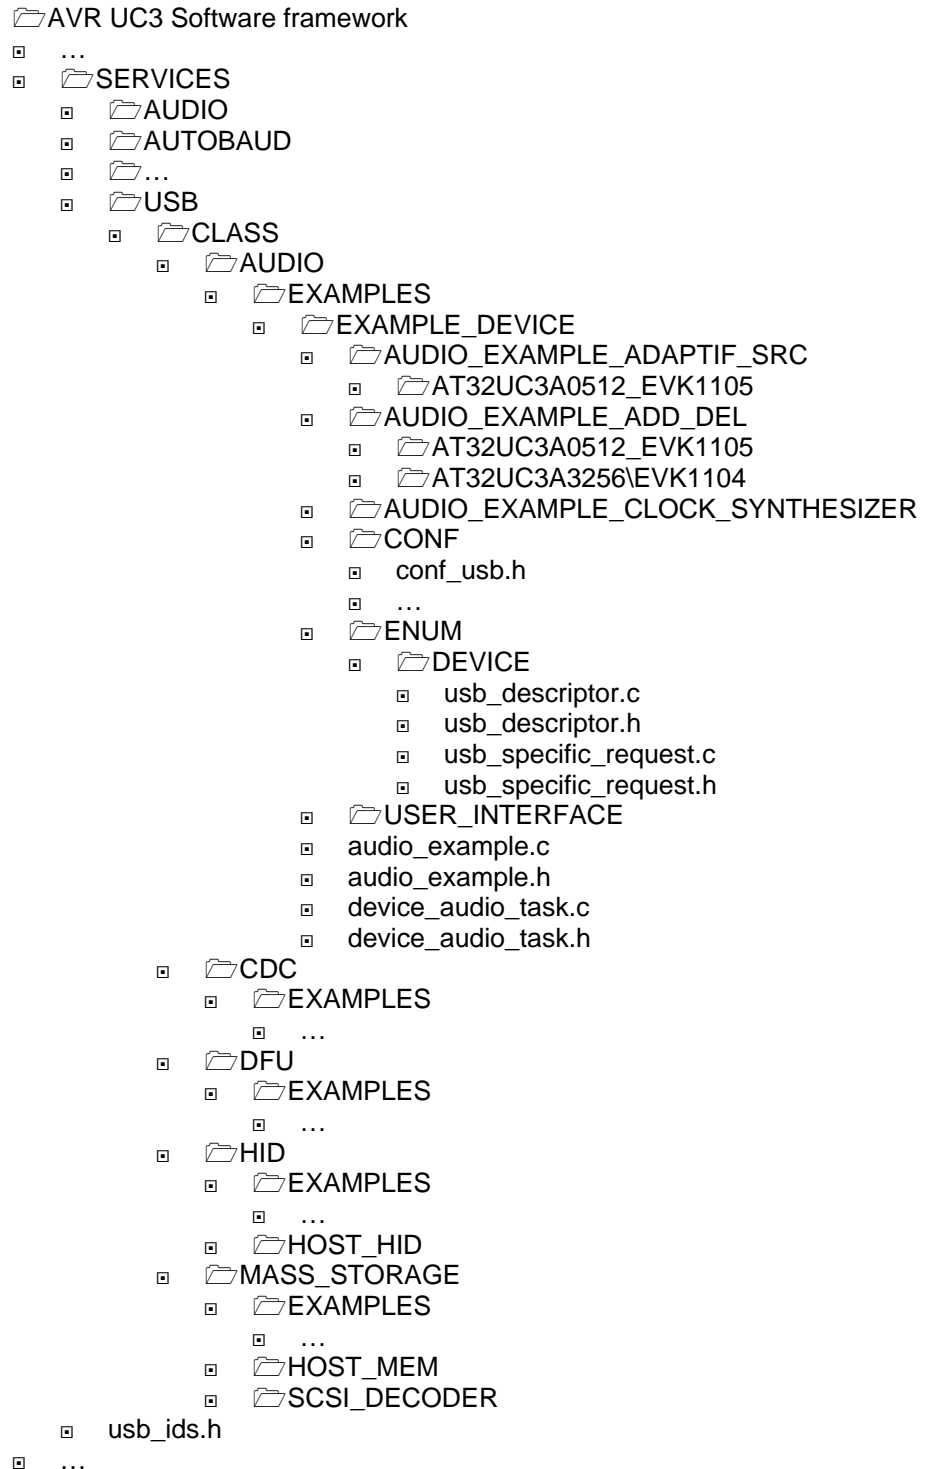 AVR UC3 Software framework
…
SERVICES
AUDIO
AUTOBAUD
…
USB
CLASS
AUDIO
EXAMPLES
EXAMPLE_DEVICE
AUDIO_EXAMPLE_ADAPTIF_SRC
AT32UC3A0512_EVK1105
AUDIO_EXAMPLE_ADD_DEL
AT32UC3A0512_EVK1105
AT32UC3A3256\EVK1104
AUDIO_EXAMPLE_CLOCK_SYNTHESIZER
CONF
conf_usb.h
…
ENUM
DEVICE
usb_descriptor.c
usb_descriptor.h
usb_specific_request.c
usb_specific_request.h
USER_INTERFACE
audio_example.c
audio_example.h
device_audio_task.c
device_audio_task.h
CDC
EXAMPLES
…
DFU
EXAMPLES
…
HID
EXAMPLES
…
HOST_HID
MASS_STORAGE
EXAMPLES
…
HOST_MEM
SCSI_DECODER
usb_ids.h
…